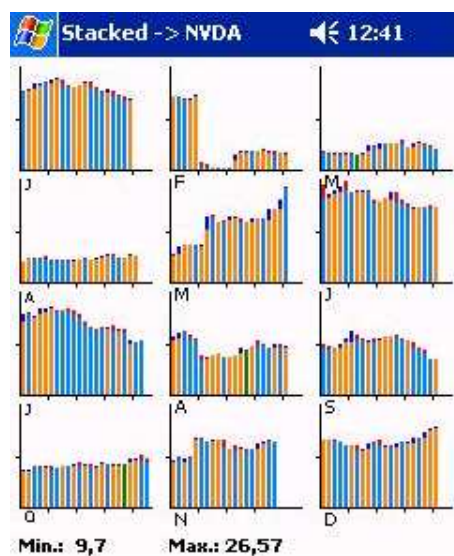 Stacked -> NVDA 12:41
J F M
A M J
J A S
O N D
Min.: 9,7 Max.: 26,57